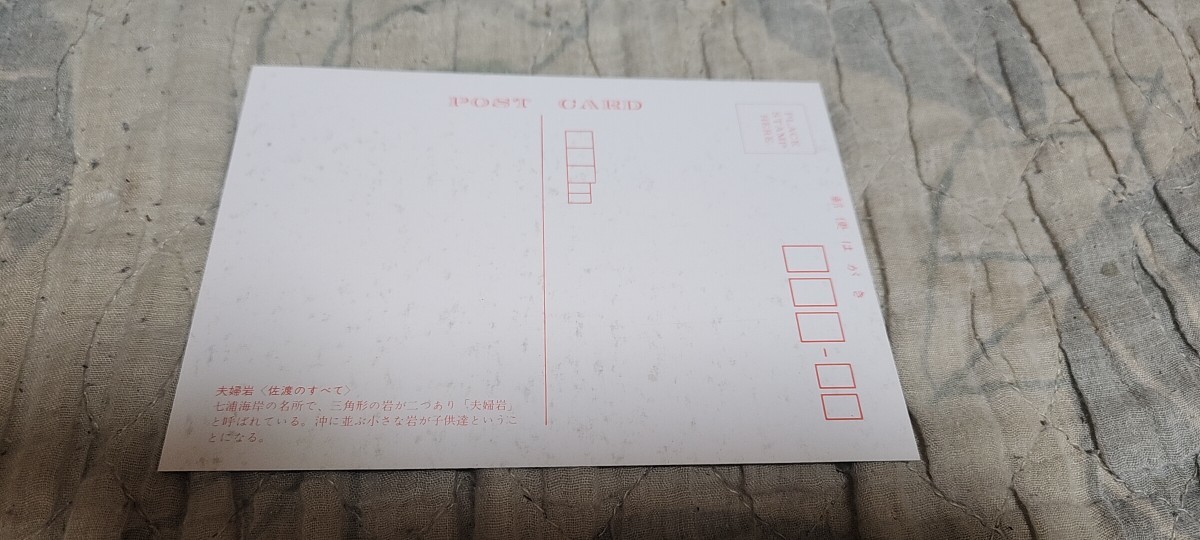 POST CARD
PLACE
STAMP
HERE
郵便はがき
夫婦岩〈佐渡のすべて〉
七浦海岸の名所で、三角形の岩が二つあり「夫婦岩」
と呼ばれている。沖に並ぶ小さな岩が子供達というこ
とになる。